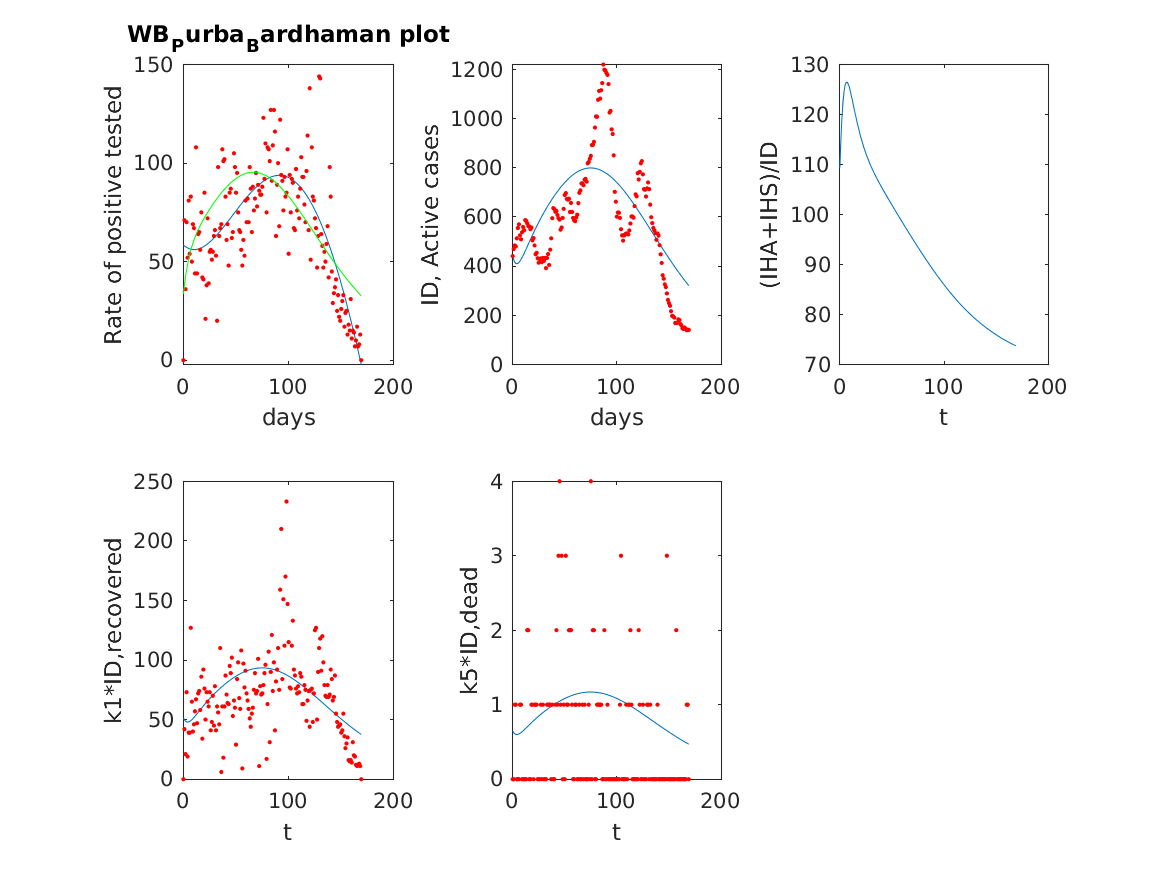 WB_Purba_Bardhaman plot
150
100
50
0
0 100 200
Rate of positive tested
days
1200
1000
800
600
400
200
0
0 100 200
ID, Active cases
days
130
120
110
100
90
80
70
0 100 200
(IHA+IHS)/ID
t
250
200
150
100
50
0
0 100 200
k1*ID,recovered
t
4
3
2
1
0
0 100 200
k5*ID,dead
t